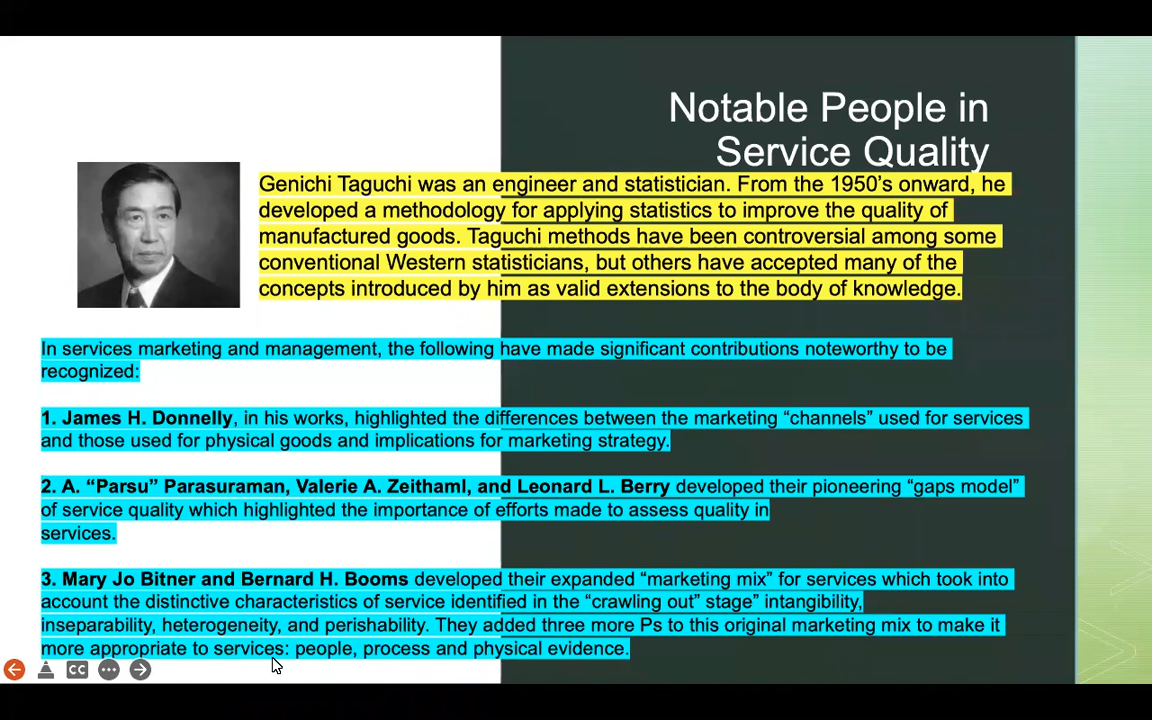 Notable People in
Service Quality
Genichi Taguchi was an engineer and statistician. From the 1950’s onward, he
developed a methodology for applying statistics to improve the quality of
manufactured goods. Taguchi methods have been controversial among some
conventional Western statisticians, but others have accepted many of the
concepts introduced by him as valid extensions to the body of knowledge.
In services marketing and management, the following have made significant contributions noteworthy to be
recognized:
1. James H. Donnelly, in his works, highlighted the differences between the marketing “channels” used for services
and those used for physical goods and implications for marketing strategy.
2. A. “Parsu” Parasuraman, Valerie A. Zeithaml, and Leonard L. Berry developed their pioneering “gaps model”
of service quality which highlighted the importance of efforts made to assess quality in
services.
3. Mary Jo Bitner and Bernard H. Booms developed their expanded “marketing mix” for services which took into
account the distinctive characteristics of service identified in the “crawling out” stage” intangibility,
inseparability, heterogeneity, and perishability. They added three more Ps to this original marketing mix to make it
more appropriate to services: people, process and physical evidence.
CC